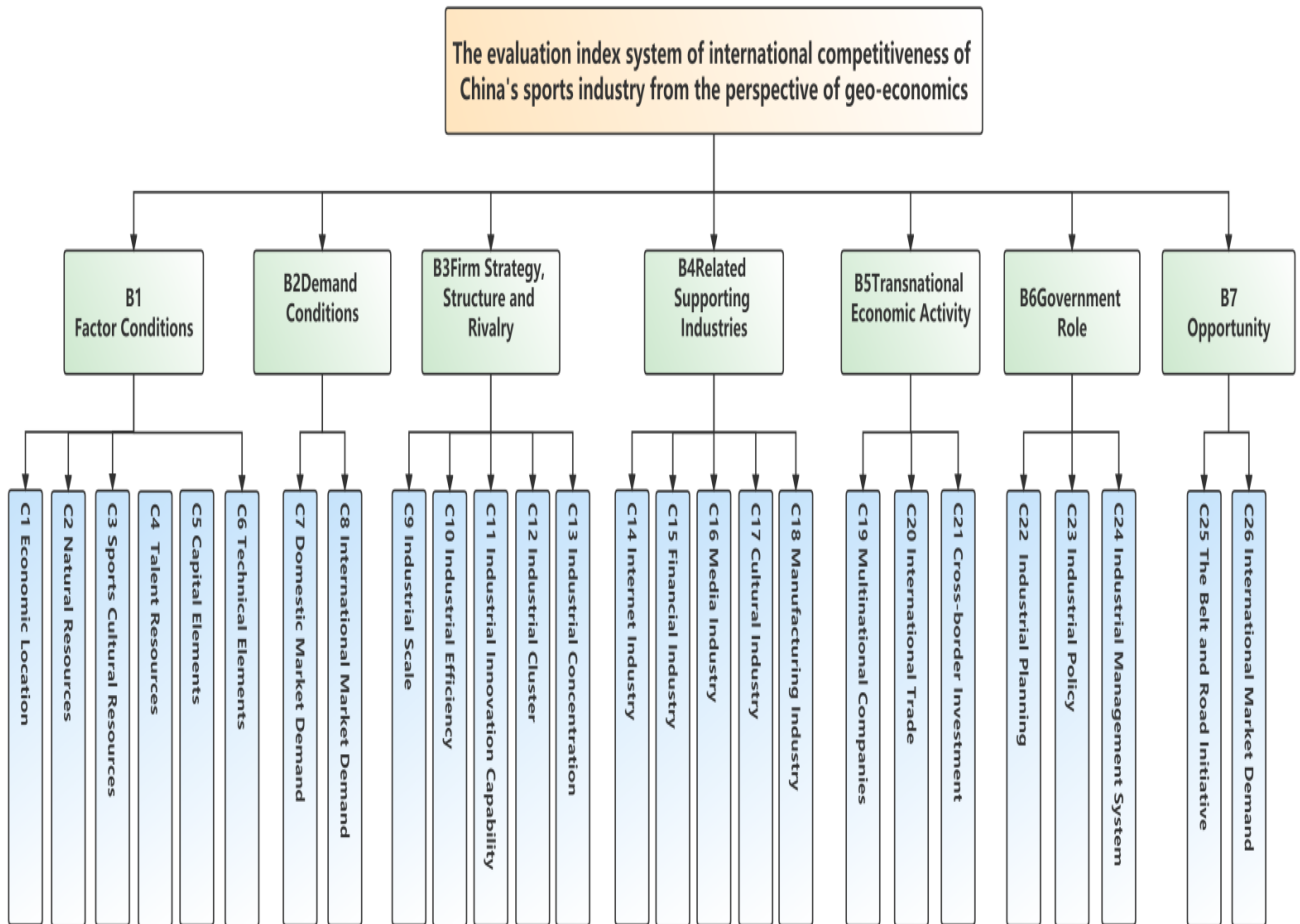 The evaluation index system of international competitiveness of
China's sports industry from the perspective of geo-economics
B1
Factor Conditions
B2Demand
Conditions
B3Firm Strategy,
Structure and
Rivalry
B4Related
Supporting
Industries
B5Transnational
Economic Activity
B6Government
Role
B7
Opportunity
C1 Economic Location
C2 Natural Resources
C3 Sports Cultural Resources
C4 Talent Resources
C5 Capital Elements
C6 Technical Elements
C7 Domestic Market Demand
C8 International Market Demand
C9 Industrial Scale
C10 Industrial Efficiency
C11 Industrial Innovation Capability
C12 Industrial Cluster
C13 Industrial Concentration
C14 Internet Industry
C15 Financial Industry
C16 Media Industry
C17 Cultural Industry
C18 Manufacturing Industry
C19 Multinational Companies
C20 International Trade
C21 Cross-border Investment
C22 Industrial Planning
C23 Industrial Policy
C24 Industrial Management System
C25 The Belt and Road Initiative
C26 International Market Demand